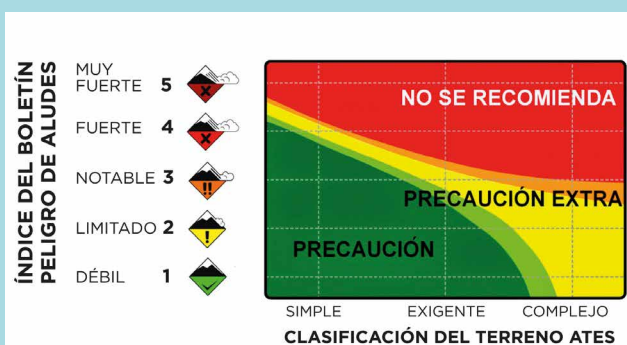 ÍNDICE DEL BOLETÍN
PELIGRO DE ALUDES
MUY
FUERTE 5
FUERTE 4
NOTABLE 3
LIMITADO 2
DÉBIL 1
!!
!
NO SE RECOMIENDA
PRECAUCIÓN EXTRA
PRECAUCIÓN
SIMPLE EXIGENTE COMPLEJO
CLASIFICACIÓN DEL TERRENO ATES